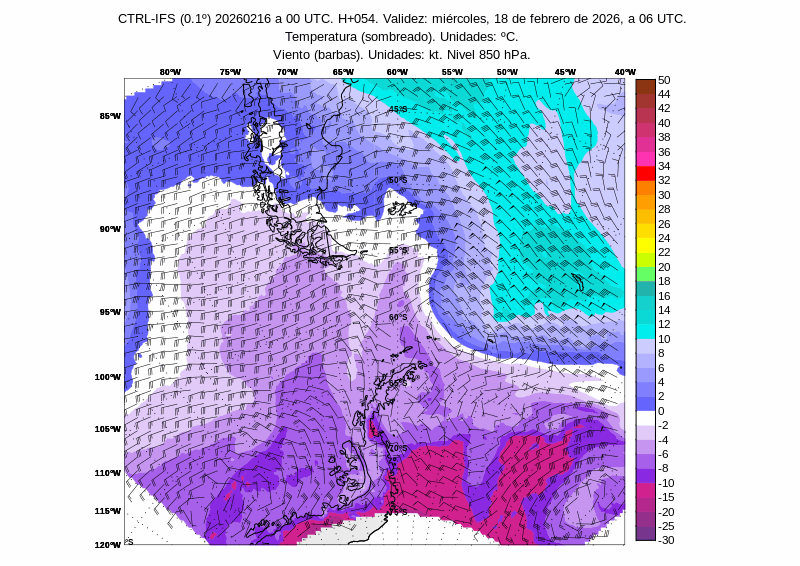 CTRL-IFS (0.1º) 20260216 a 00 UTC. H+054. Validez: miércoles, 18 de febrero de 2026, a 06 UTC.
Temperatura (sombreado). Unidades: ºC.
Viento (barbas). Unidades: kt. Nivel 850 hPa.
80°W 75°W 70°W 65°W 60°W 55°W 50°W 45°W 40°W
85°W
90°W
95°W
100°W
105°W
110°W
115°W
120°W
45°S
50°S
55°S
60°S
65°S
70°S
°S
50
44
42
40
38
36
34
32
30
28
26
24
22
20
18
16
14
12
10
8
6
4
2
0
-2
-4
-6
-8
-10
-15
-20
-25
-30